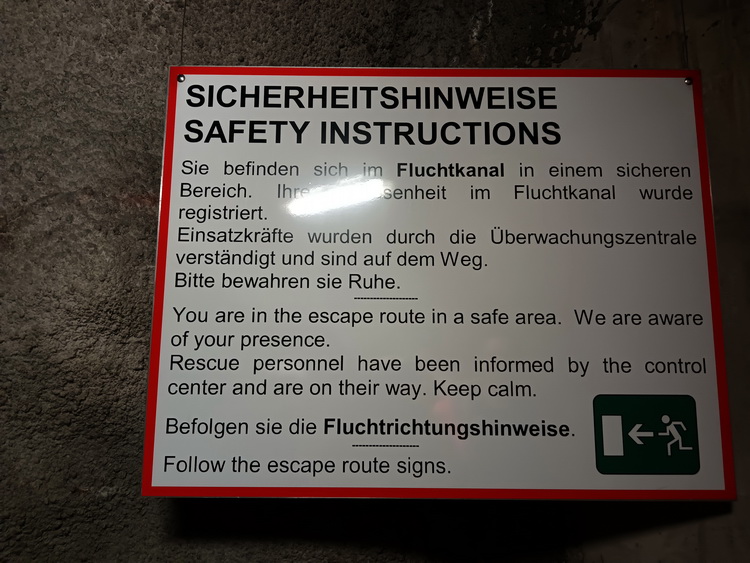 SICHERHEITSHINWEISE
SAFETY INSTRUCTIONS
Sie befinden sich im Fluchtkanal in einem sicheren
Bereich. Ihre im Fluchtkanal wurde
registriert.
Einsatzkräfte wurden durch die Überwachungszentrale
verständigt und sind auf dem Weg.
Bitte bewahren sie Ruhe.
--------------------
You are in the escape route in a safe area. We are aware
of your presence.
Rescue personnel have been informed by the control
center and are on their way. Keep calm.
Befolgen sie die Fluchtrichtungshinweise.
--------------------
Follow the escape route signs.